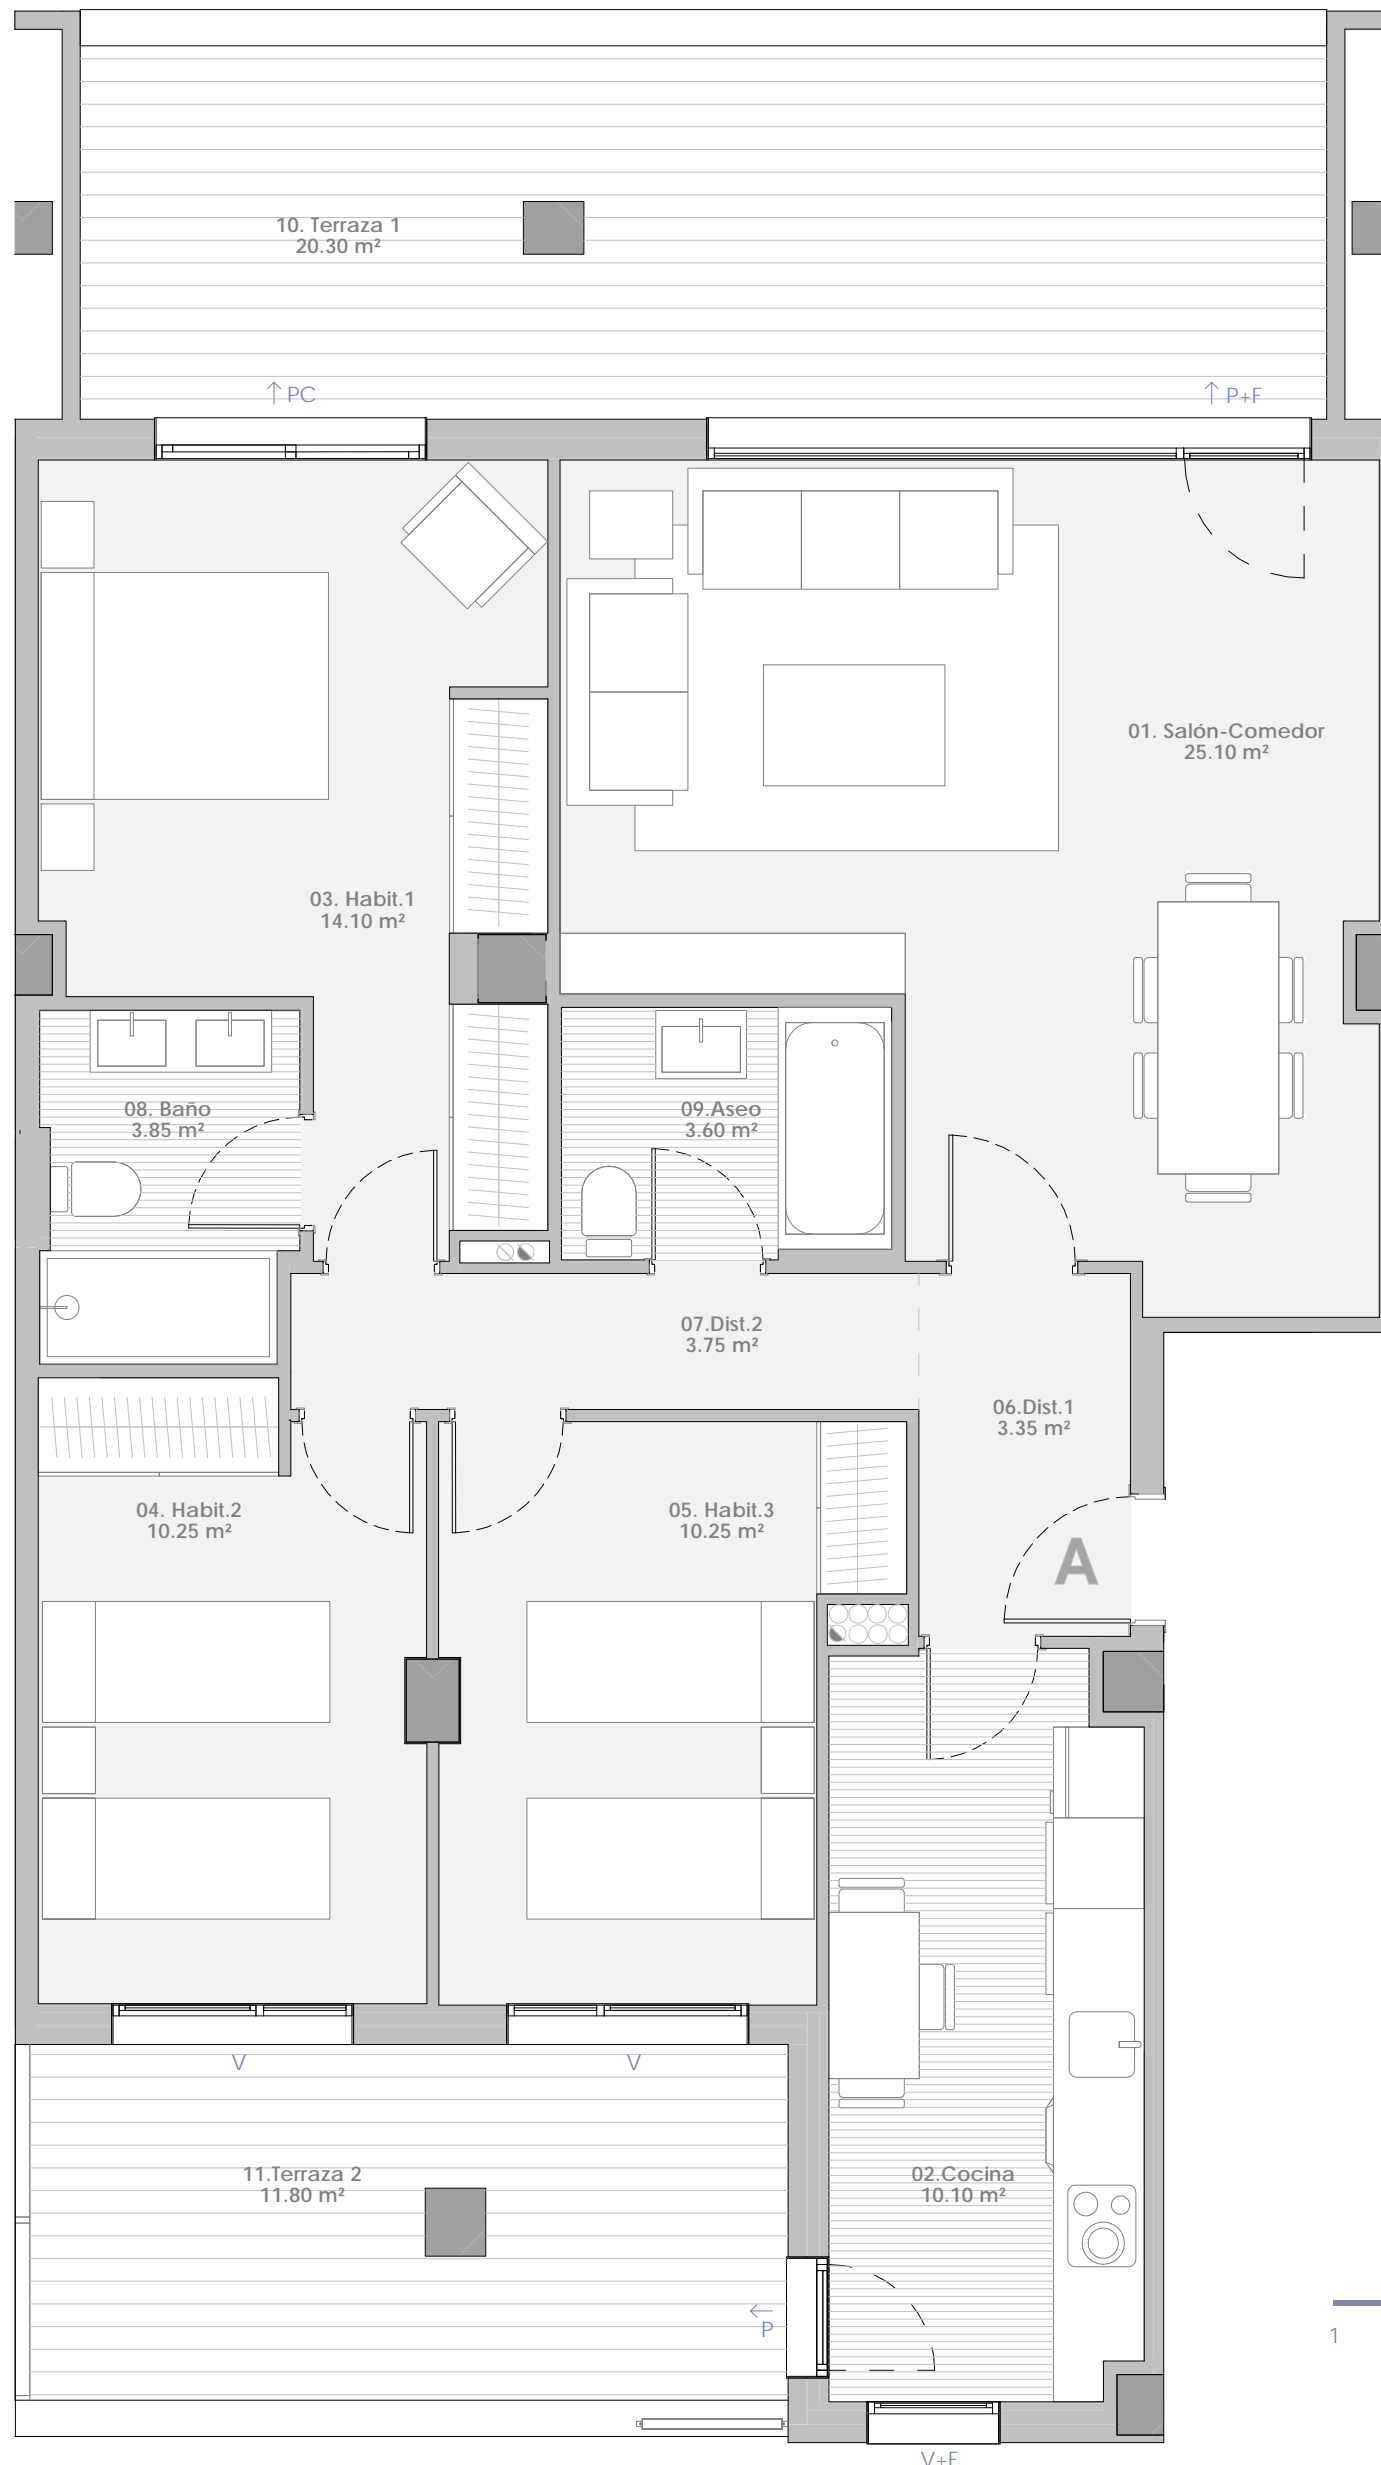 10. Terraza 1
20.30 m²
↑ PC
↑ P+F
01. Salón-Comedor
25.10 m²
03. Habit.1
14.10 m²
08. Baño
3.85 m²
09.Aseo
3.60 m²
07.Dist.2
3.75 m²
06.Dist.1
3.35 m²
04. Habit.2
10.25 m²
05. Habit.3
10.25 m²
A
V
V
11.Terraza 2
11.80 m²
02.Cocina
10.10 m²
←
P
1
V+F